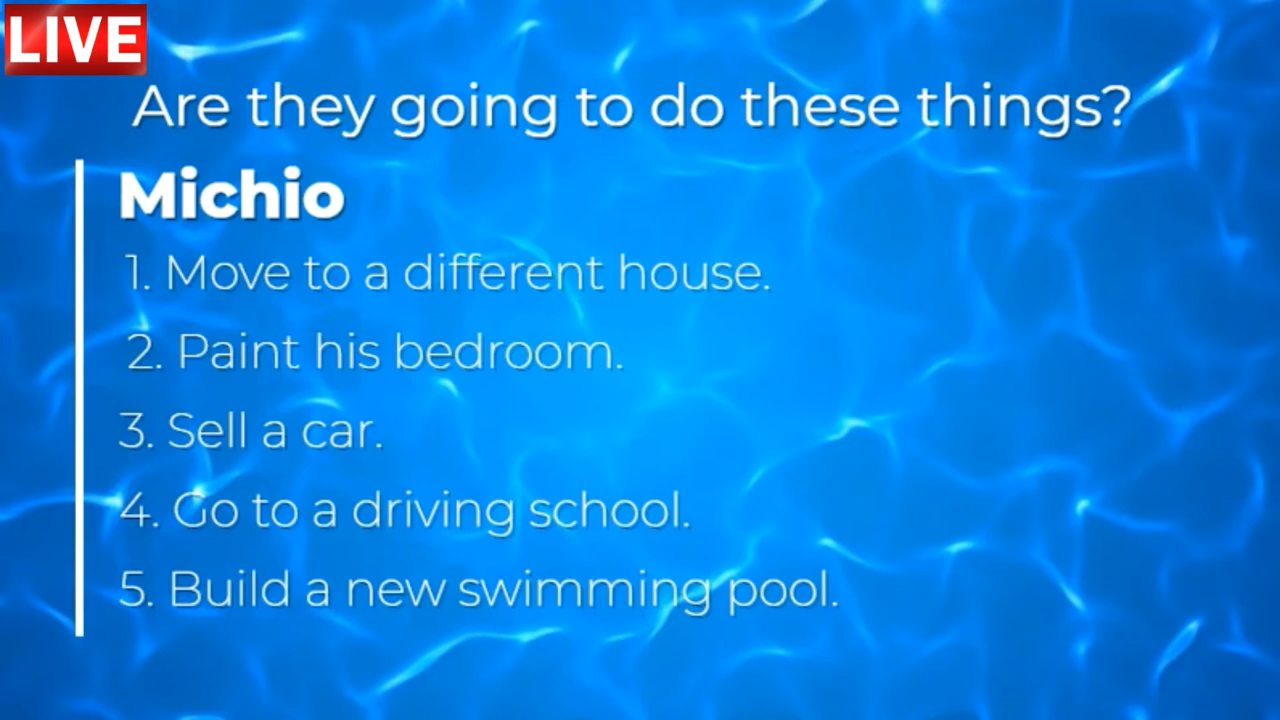 LIVE
Are they going to do these things?
Michio
1. Move to a different house.
2. Paint his bedroom.
3. Sell a car.
4. Go to a driving school.
5. Build a new swimming pool.